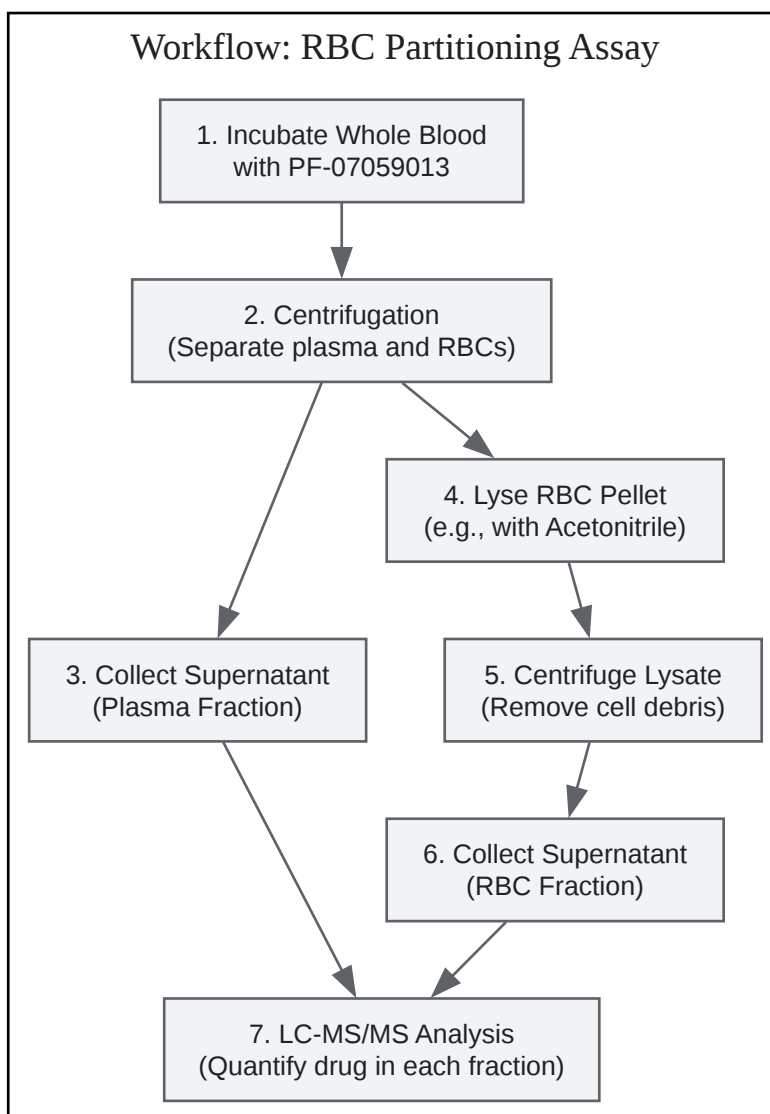 Workflow: RBC Partitioning Assay
1. Incubate Whole Blood
with PF-07059013
2. Centrifugation
(Separate plasma and RBCs)
4. Lyse RBC Pellet
(e.g., with Acetonitrile)
3. Collect Supernatant
(Plasma Fraction)
5. Centrifuge Lysate
(Remove cell debris)
6. Collect Supernatant
(RBC Fraction)
7. LC-MS/MS Analysis
(Quantify drug in each fraction)